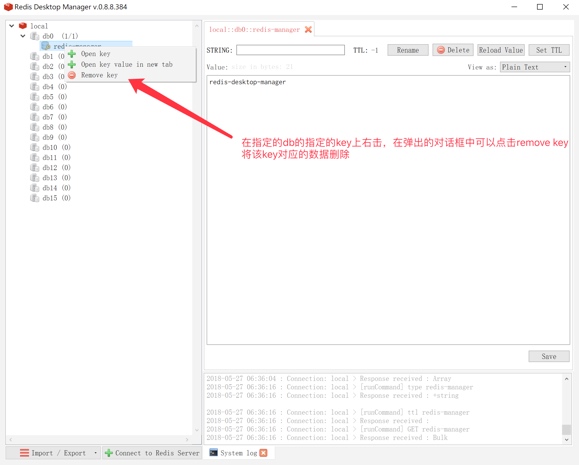 Redis Desktop Manager v.0.8.8.384
local
db0 (1/1)
redis-manager
Open key
Open key value in new tab
Remove key
db1 (0)
db2 (0)
db3 (0)
db4 (0)
db5 (0)
db6 (0)
db7 (0)
db8 (0)
db9 (0)
db10 (0)
db11 (0)
db12 (0)
db13 (0)
db14 (0)
db15 (0)
Import / Export
Connect to Redis Server
local::db0::redis-manager
STRING:
TTL: -1
Rename
Delete
Reload Value
Set TTL
Value: size in bytes: 21
View as: Plain Text
redis-desktop-manager
在指定的db的指定的key上右击，在弹出的对话框中可以点击remove key
将该key对应的数据删除
Save
2018-05-27 06:36:04 : Connection: local > Response received : Array
2018-05-27 06:36:16 : Connection: local > [runCommand] type redis-manager
2018-05-27 06:36:16 : Connection: local > Response received : +string
2018-05-27 06:36:16 : Connection: local > [runCommand] ttl redis-manager
2018-05-27 06:36:16 : Connection: local > Response received :
2018-05-27 06:36:16 : Connection: local > [runCommand] GET redis-manager
2018-05-27 06:36:16 : Connection: local > Response received : Bulk
System log